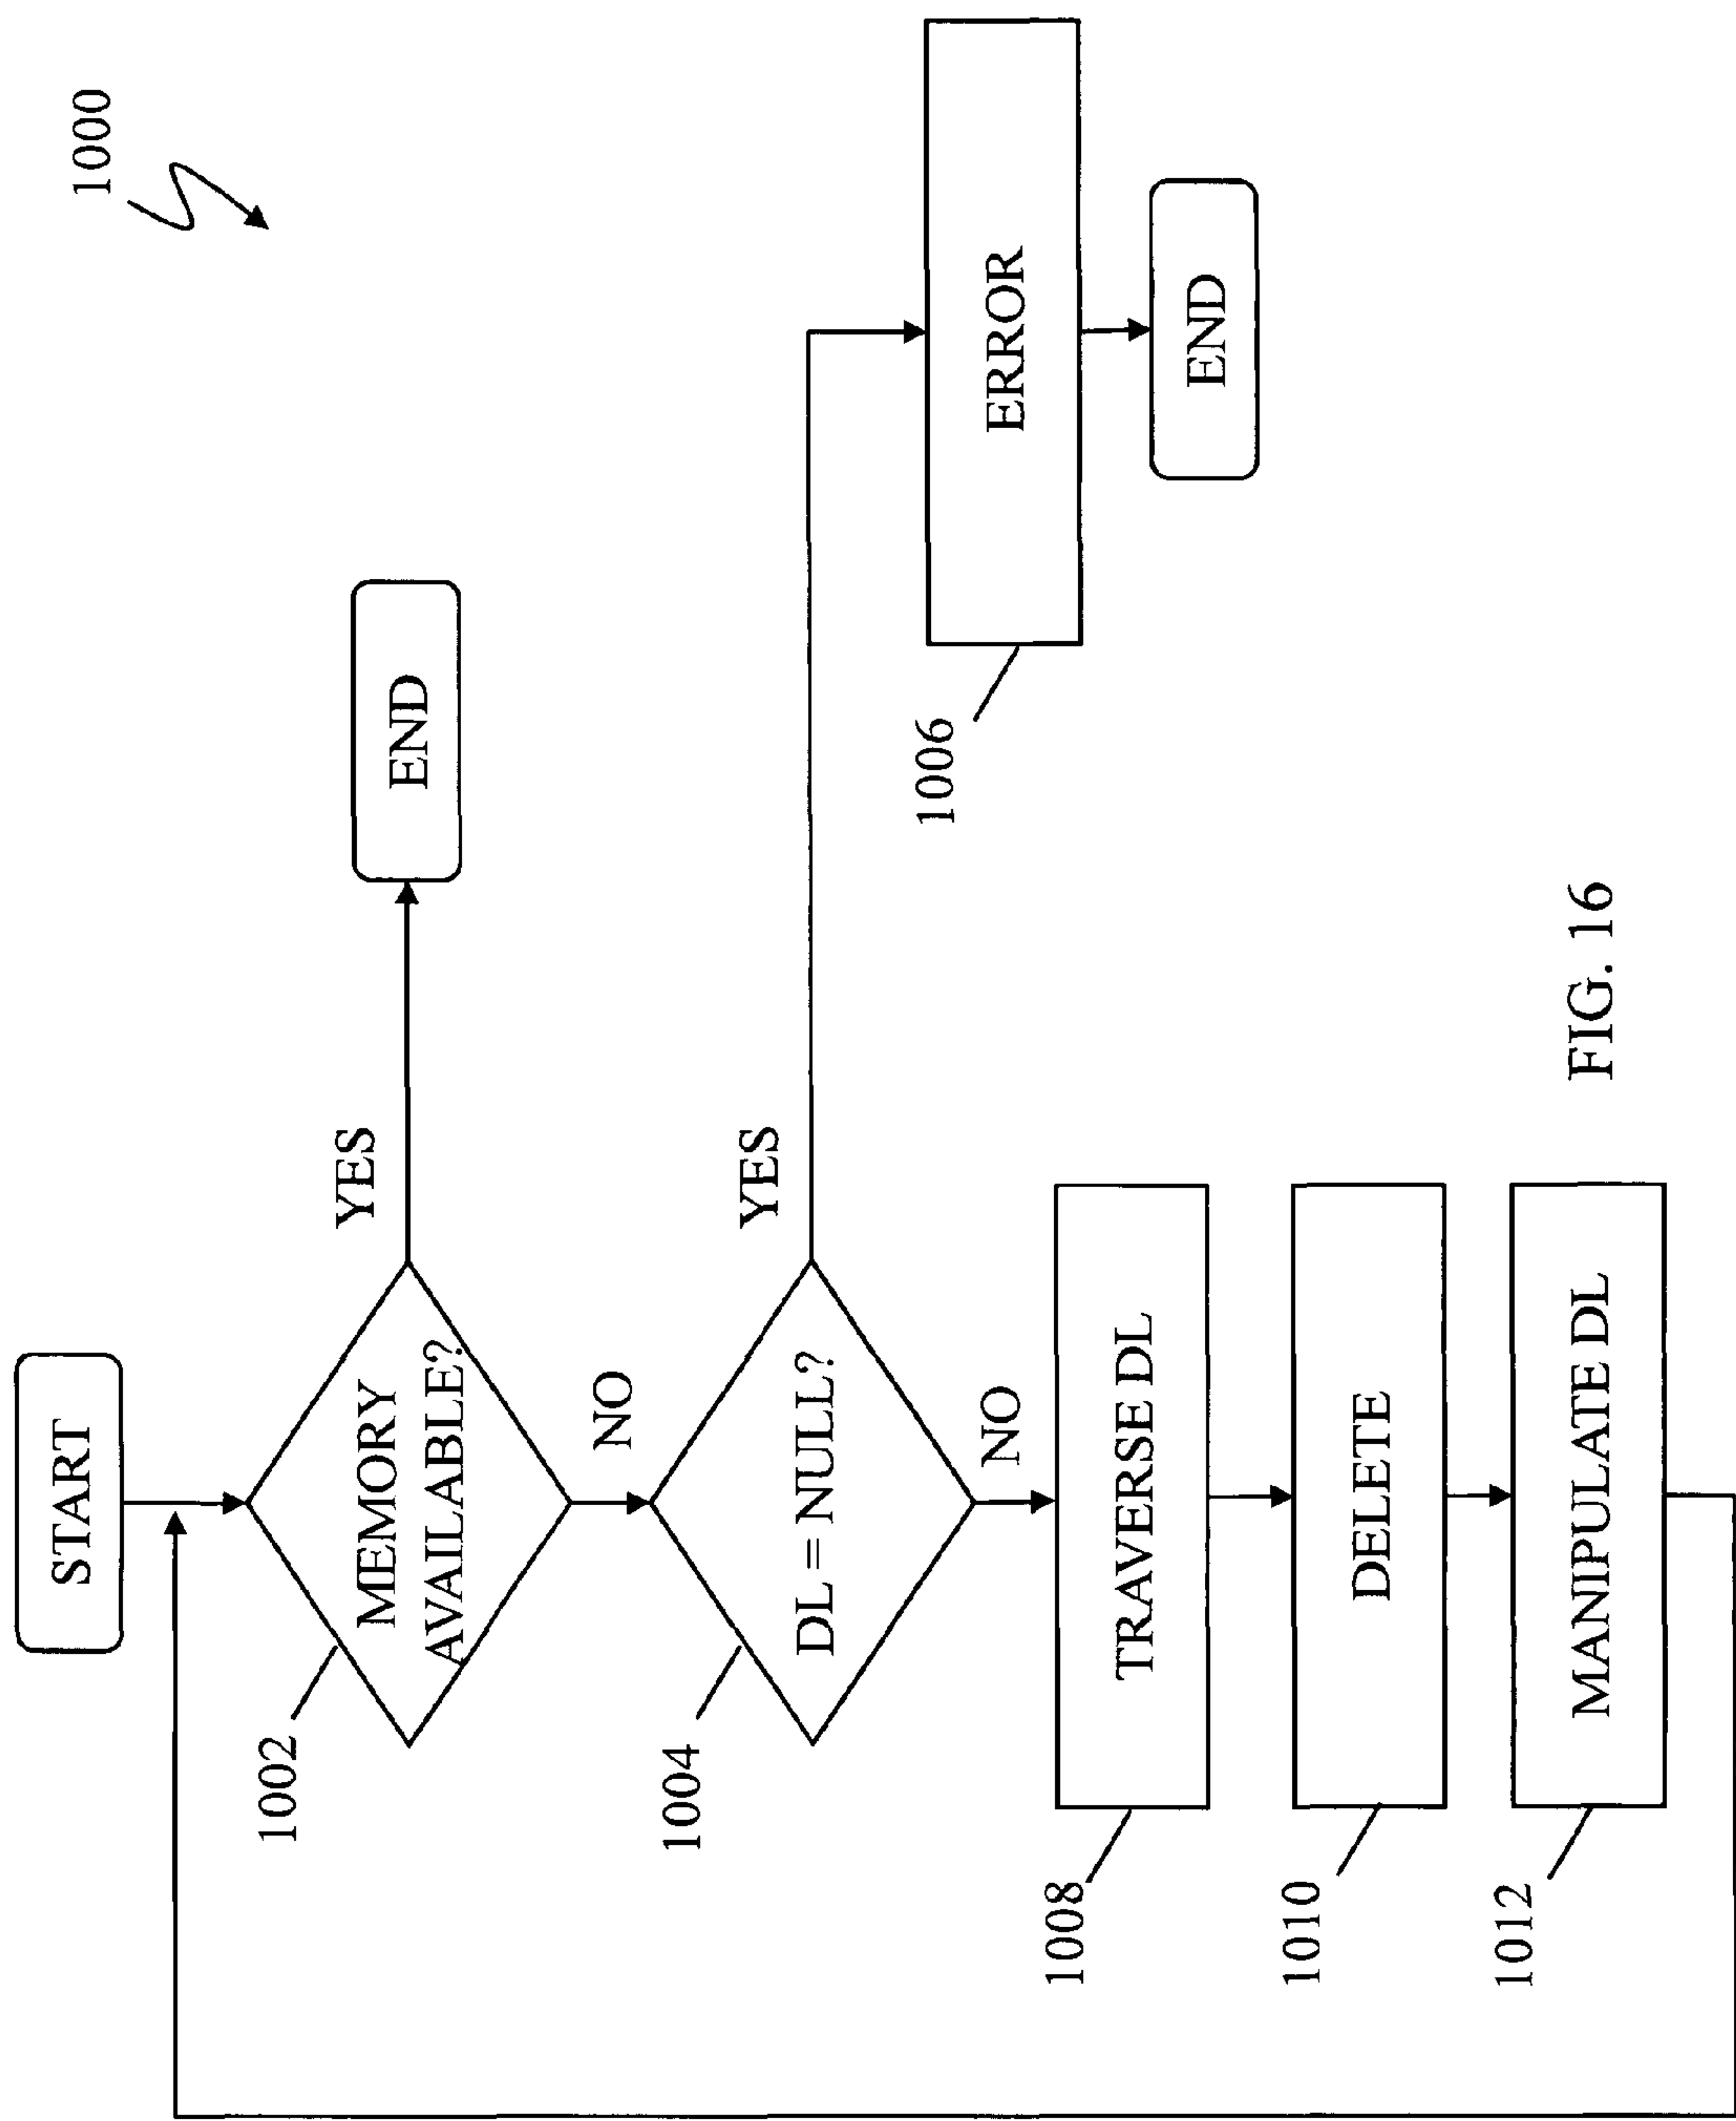 1000
START
1002
MEMORY
AVAILABLE?
YES
END
NO
1004
DL = NULL?
YES
1006
ERROR
END
NO
1008
TRAVERSE DL
1010
DELETE
1012
MANIPULATE DL
FIG. 16